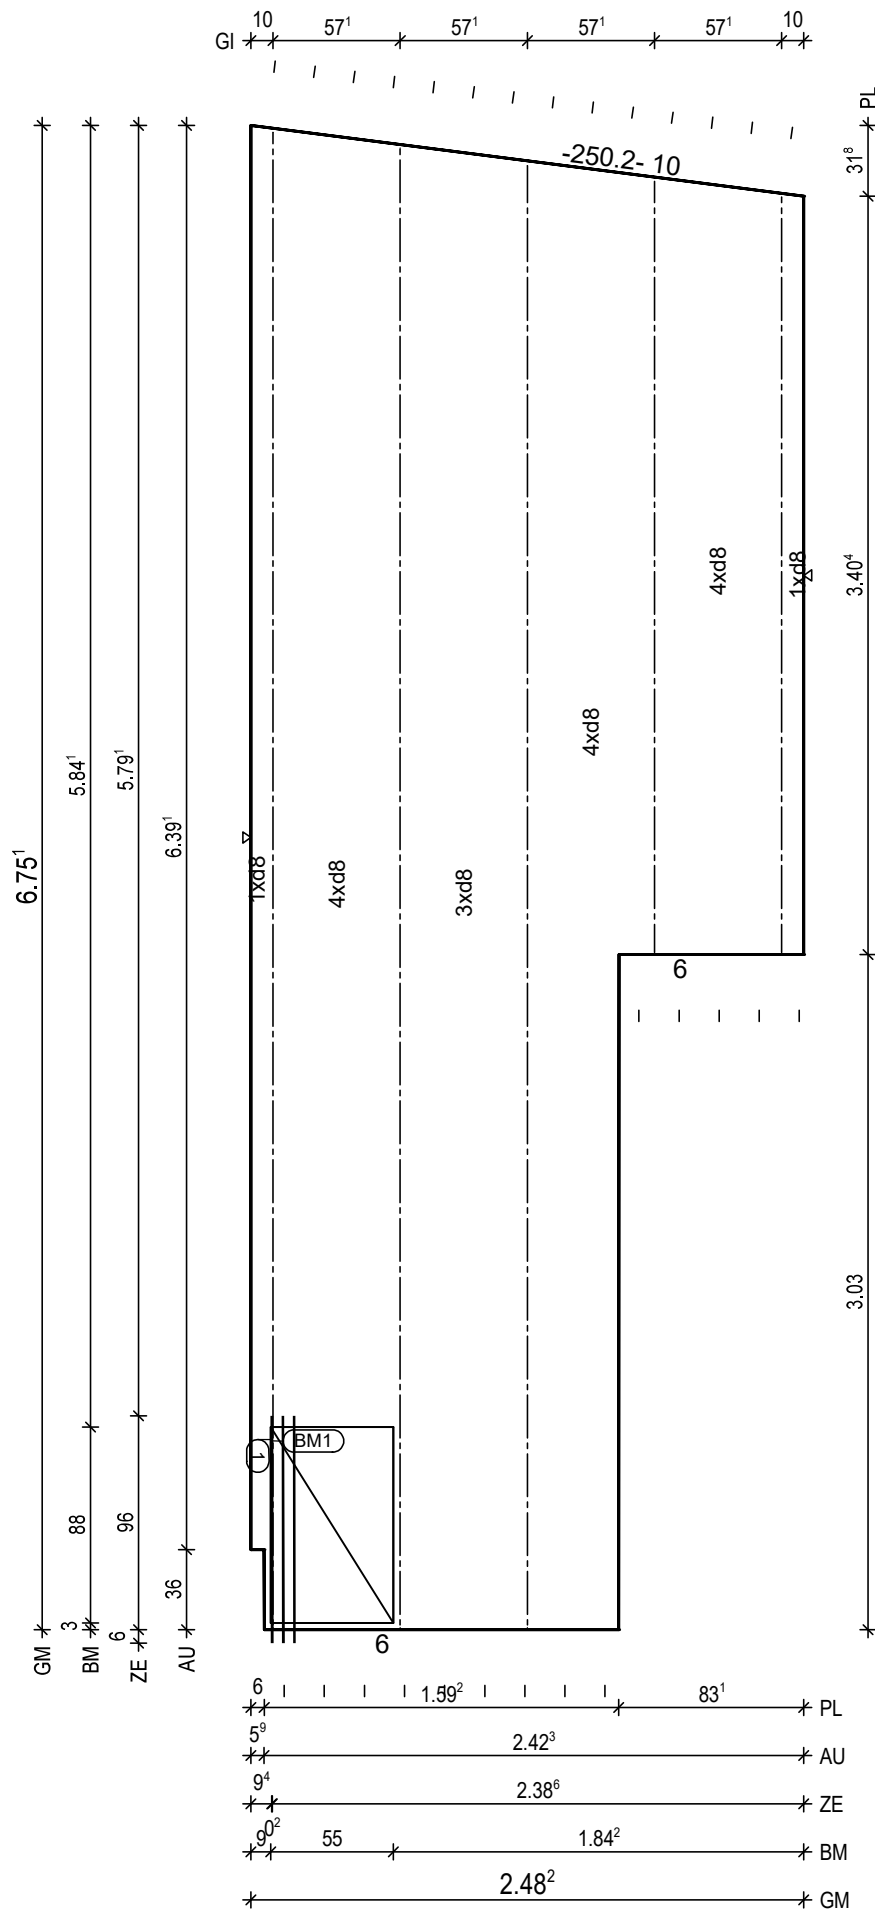 10 57¹ 57¹ 57¹ 57¹ 10
GI
PL
-250.2- 10
31⁸
4xd8
1xd8
3.40⁴
4xd8
5.84¹
5.79¹
6.39¹
6.75¹
1xd8
4xd8
3xd8
6
3.03
BM1
1
88
96
36
3
6
6
GM
BM
ZE
AU
6 1.59² 83¹ PL
5⁹ 2.42³ AU
9⁴ 2.38⁶ ZE
9 0² 55 1.84² BM
2.48² GM